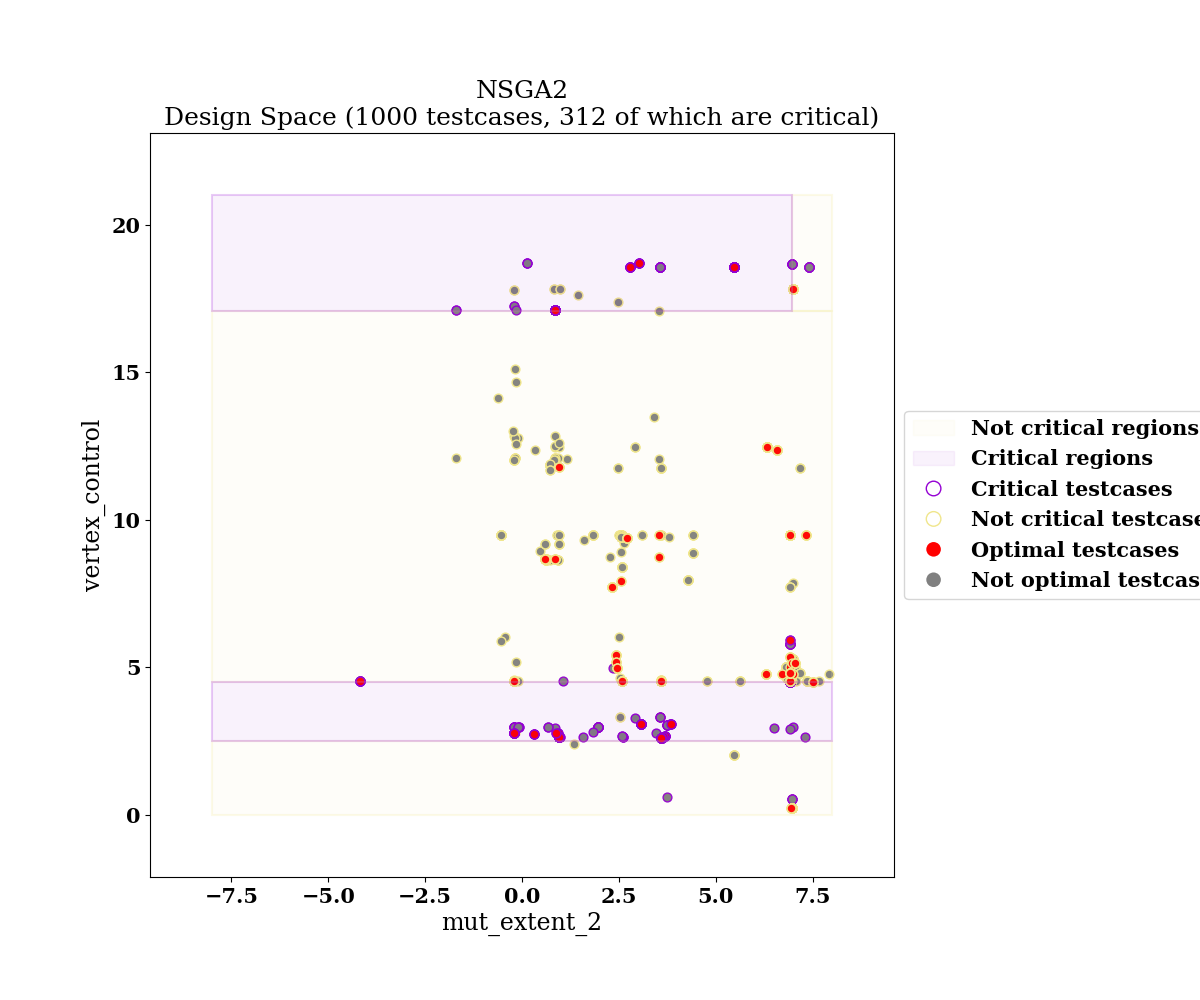 NSGA2
Design Space (1000 testcases, 312 of which are critical)
20
15
10
5
0
vertex_control
−7.5
−5.0
−2.5
0.0
2.5
5.0
7.5
mut_extent_2
Not critical regions
Critical regions
Critical testcases
Not critical testcase
Optimal testcases
Not optimal testcas